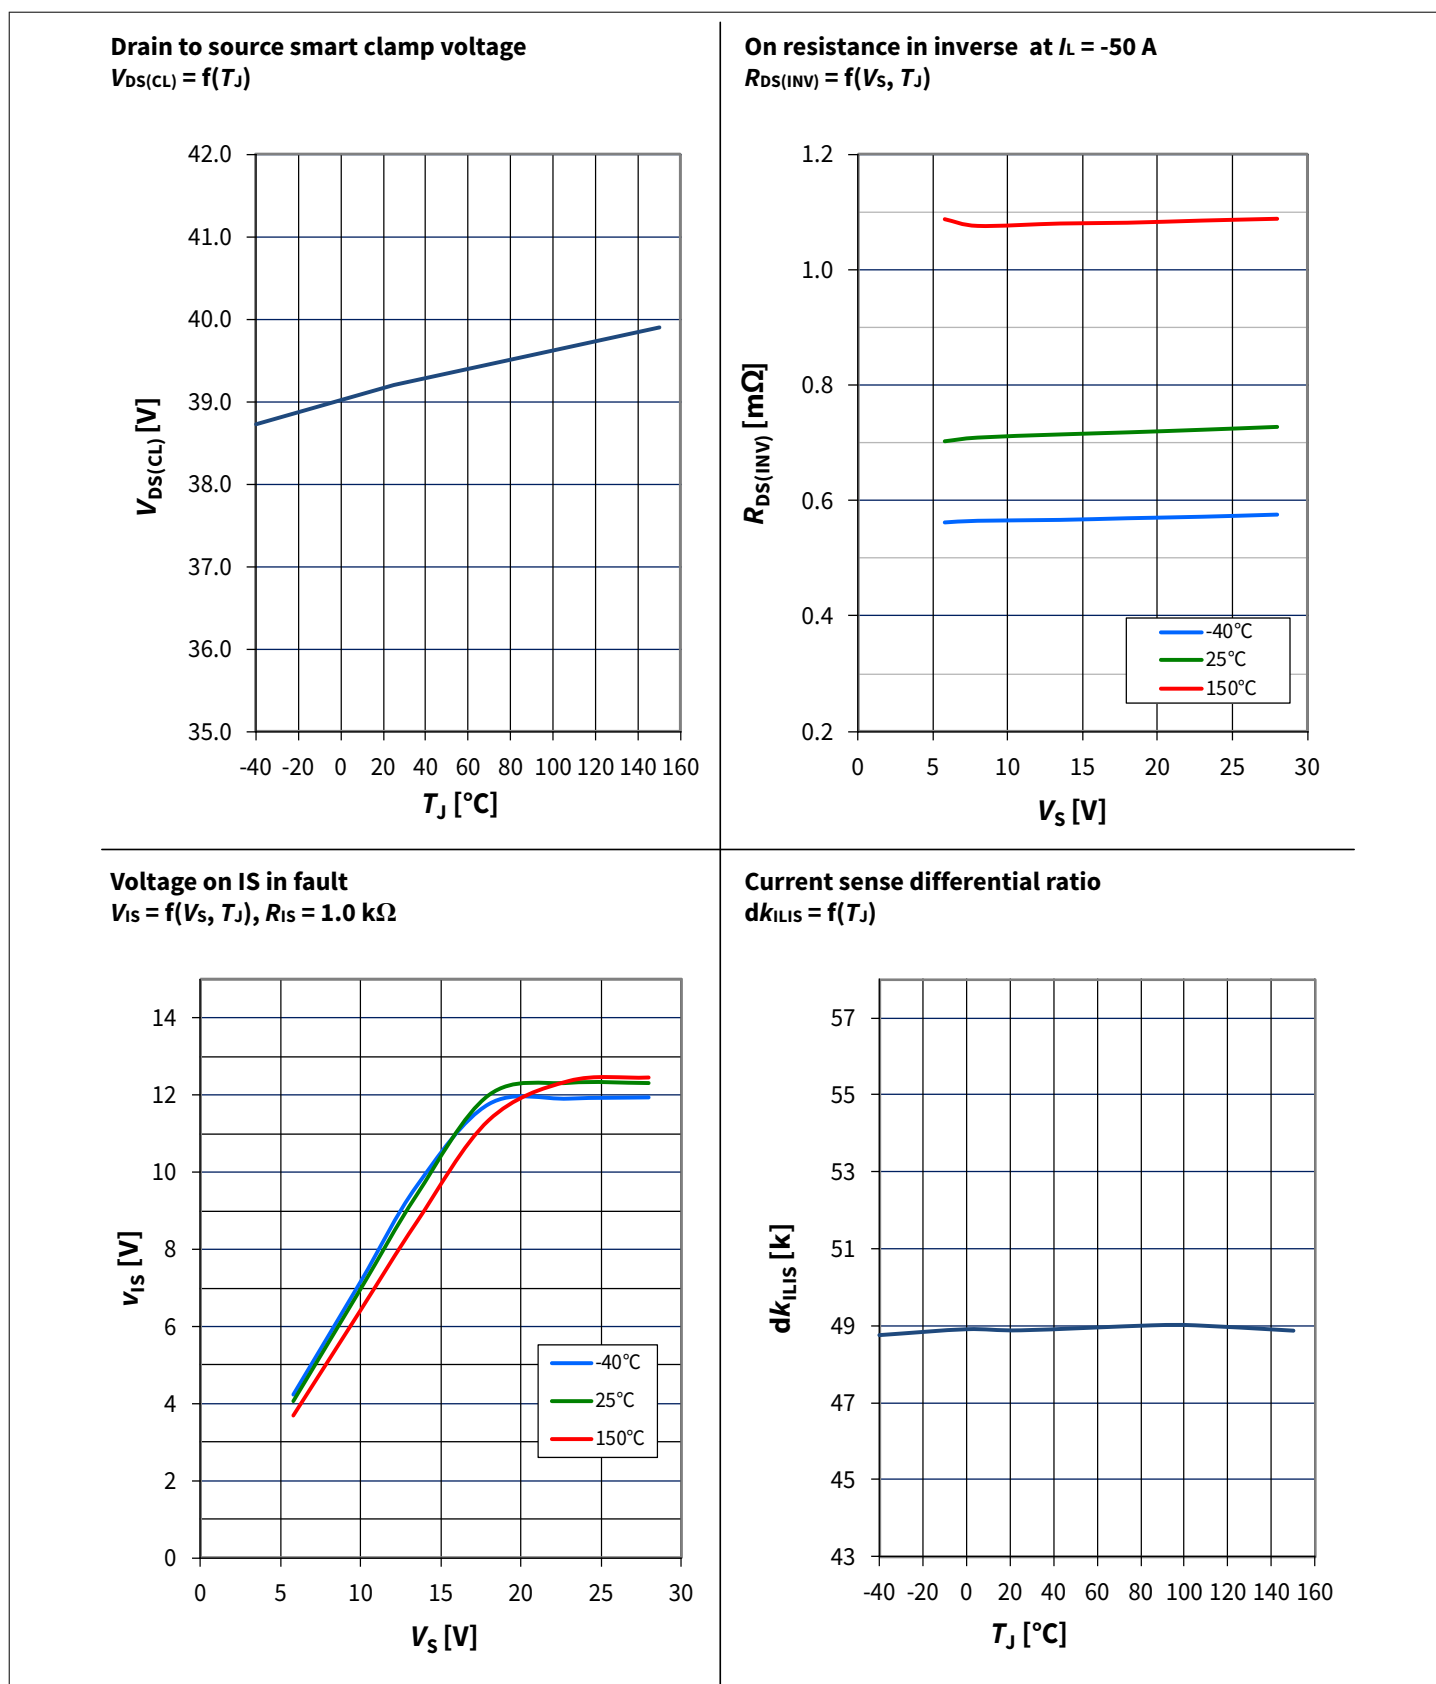 Drain to source smart clamp voltage
VDS(CL) = f(TJ)
42.0
41.0
40.0
39.0
38.0
37.0
36.0
35.0
-40 -20 0 20 40 60 80 100 120 140 160
VDS(CL) [V]
TJ [°C]
On resistance in inverse at IL = -50 A
RDS(INV) = f(VS, TJ)
1.2
1.0
0.8
0.6
0.4
0.2
0 5 10 15 20 25 30
RDS(INV) [mΩ]
VS [V]
-40°C
25°C
150°C
Voltage on IS in fault
VIS = f(VS, TJ), RIS = 1.0 kΩ
14
12
10
8
6
4
2
0
0 5 10 15 20 25 30
vIS [V]
VS [V]
-40°C
25°C
150°C
Current sense differential ratio
dkILIS = f(TJ)
57
55
53
51
49
47
45
43
-40 -20 0 20 40 60 80 100 120 140 160
dkILIS [k]
TJ [°C]